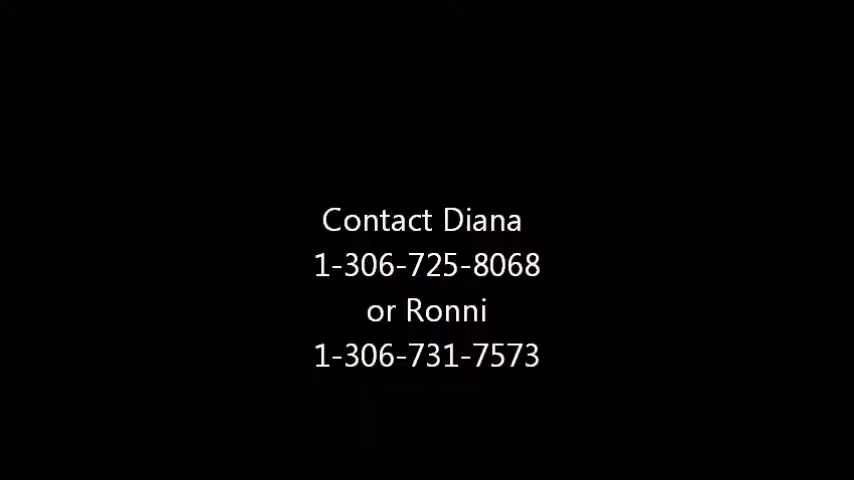 Contact Diana
1-306-725-8068
or Ronni
1-306-731-7573